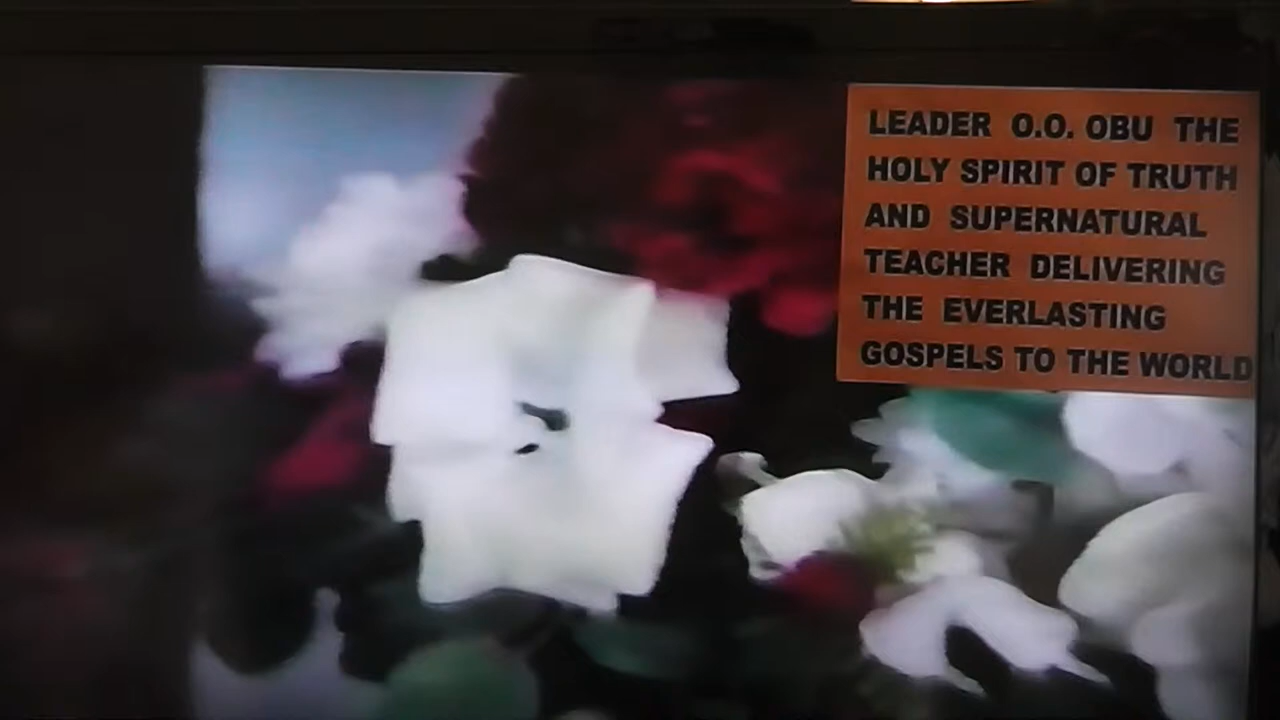 LEADER O.O. OBU THE
HOLY SPIRIT OF TRUTH
AND SUPERNATURAL
TEACHER DELIVERING
THE EVERLASTING
GOSPELS TO THE WORLD